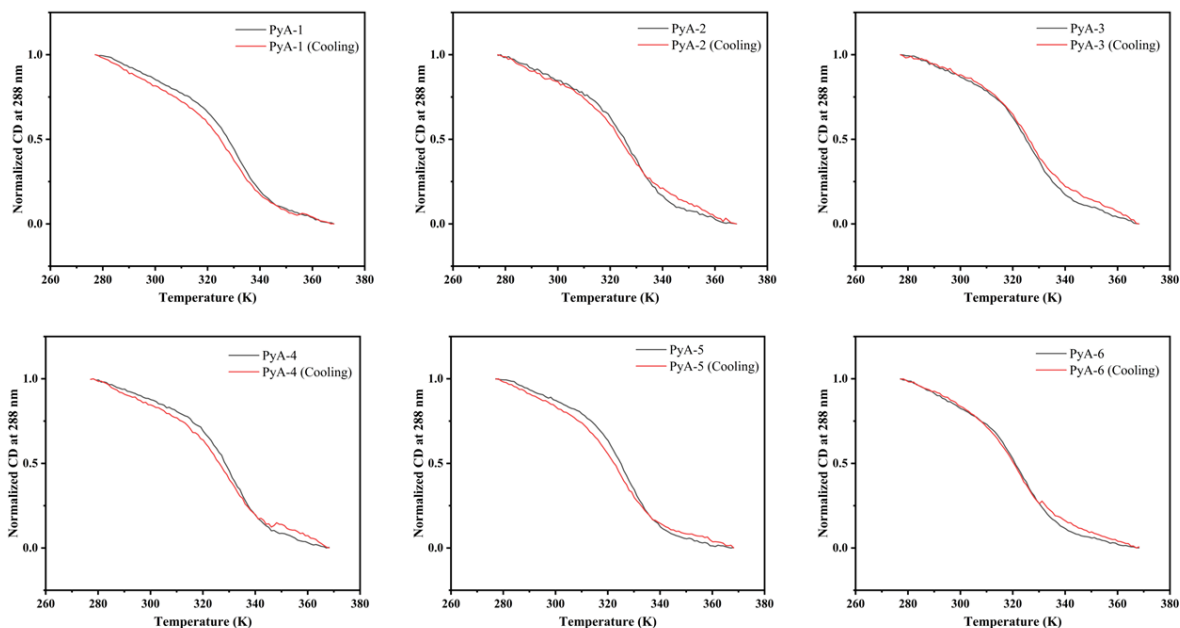 PyA-1
PyA-1 (Cooling)
1.0
0.5
0.0
Normalized CD at 288 nm
260 280 300 320 340 360 380
Temperature (K)
PyA-2
PyA-2 (Cooling)
1.0
0.5
0.0
Normalized CD at 288 nm
260 280 300 320 340 360 380
Temperature (K)
PyA-3
PyA-3 (Cooling)
1.0
0.5
0.0
Normalized CD at 288 nm
260 280 300 320 340 360 380
Temperature (K)
PyA-4
PyA-4 (Cooling)
1.0
0.5
0.0
Normalized CD at 288 nm
260 280 300 320 340 360 380
Temperature (K)
PyA-5
PyA-5 (Cooling)
1.0
0.5
0.0
Normalized CD at 288 nm
260 280 300 320 340 360 380
Temperature (K)
PyA-6
PyA-6 (Cooling)
1.0
0.5
0.0
Normalized CD at 288 nm
260 280 300 320 340 360 380
Temperature (K)